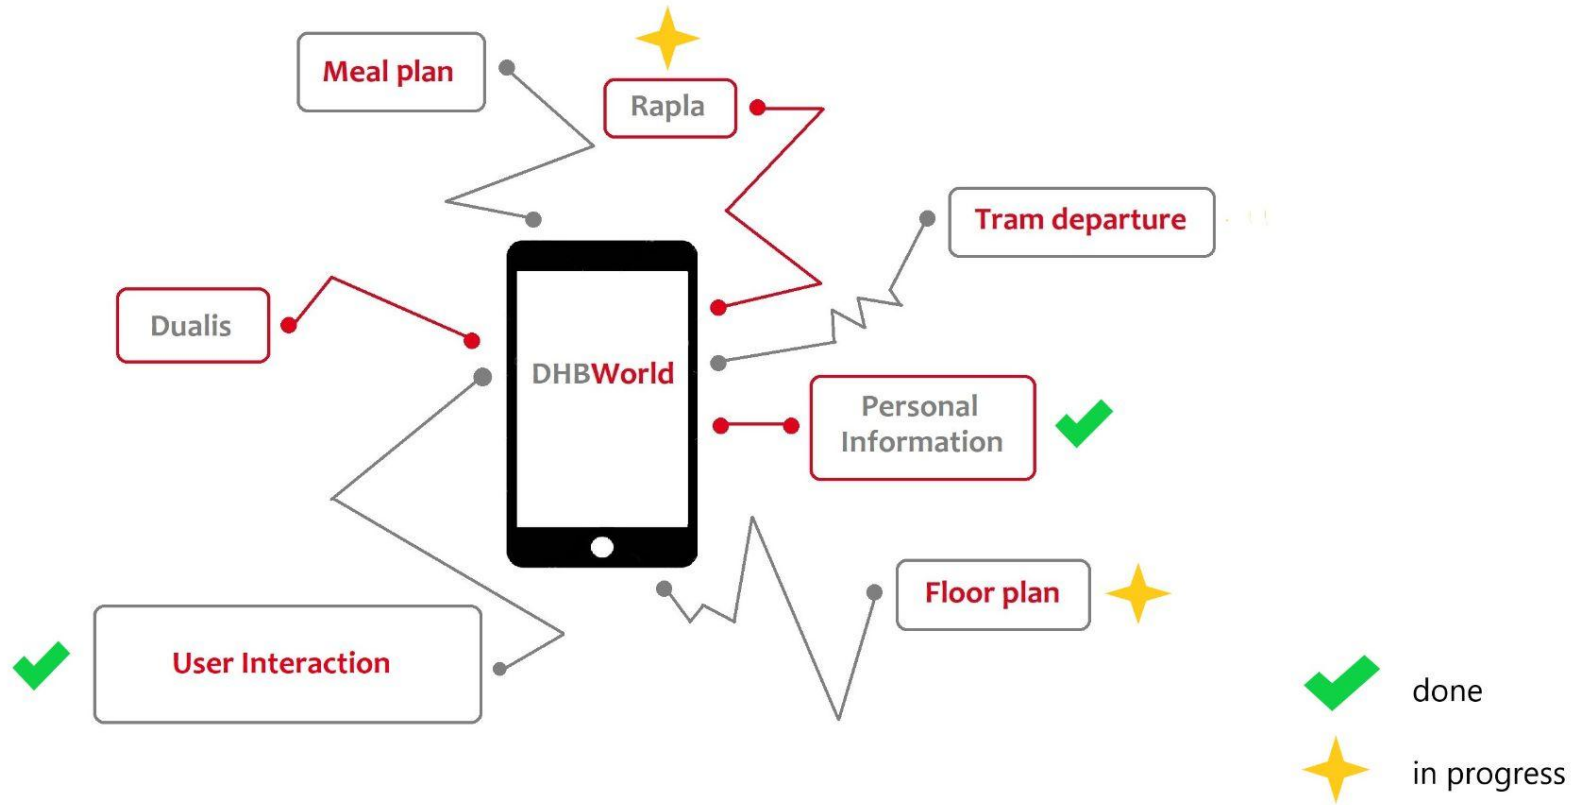 Meal plan
Rapla
Tram departure
Dualis
DHBWorld
Personal
Information
Floor plan
User Interaction
done
in progress